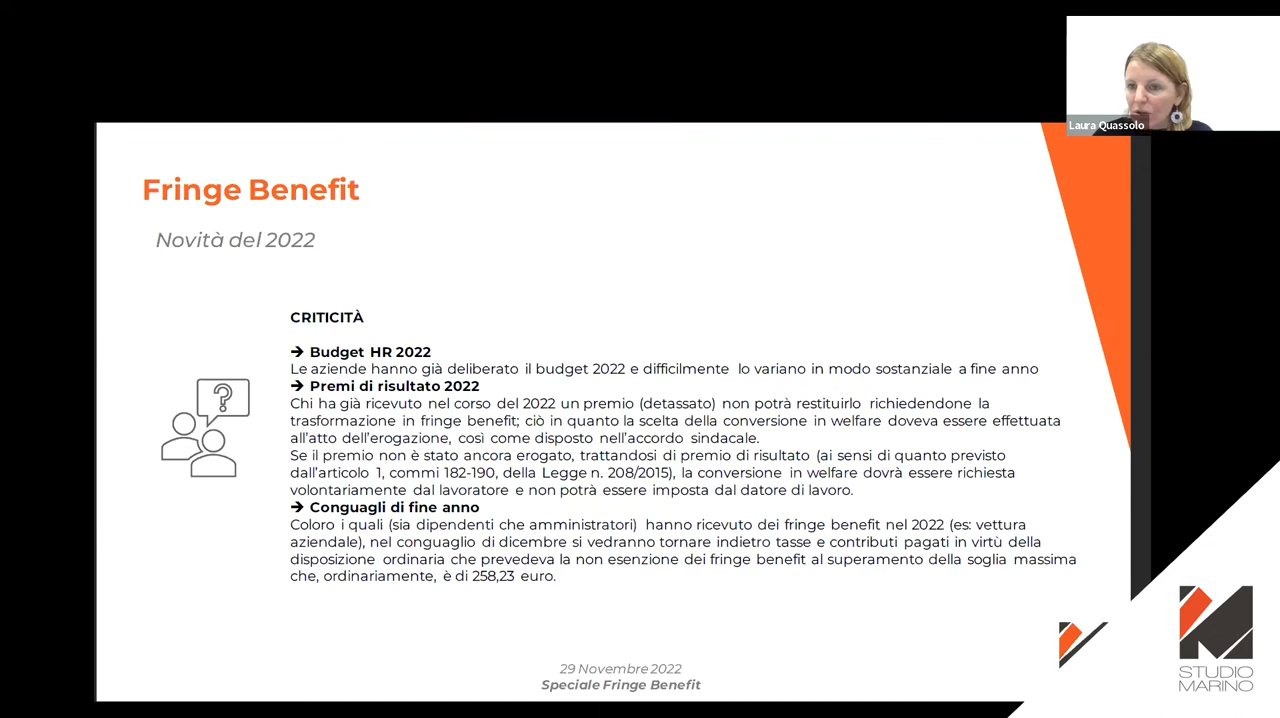 Laura Quassolo
Fringe Benefit
Novità del 2022
CRITICITÀ
→ Budget HR 2022
Le aziende hanno già deliberato il budget 2022 e difficilmente lo variano in modo sostanziale a fine anno
→ Premi di risultato 2022
Chi ha già ricevuto nel corso del 2022 un premio (detassato) non potrà restituirlo richiedendone la
trasformazione in fringe benefit; ciò in quanto la scelta della conversione in welfare doveva essere effettuata
all'atto dell'erogazione, così come disposto nell'accordo sindacale.
Se il premio non è stato ancora erogato, trattandosi di premio di risultato (ai sensi di quanto previsto
dall'articolo 1, commi 182-190, della Legge n. 208/2015), la conversione in welfare dovrà essere richiesta
volontariamente dal lavoratore e non potrà essere imposta dal datore di lavoro.
→ Conguagli di fine anno
Coloro i quali (sia dipendenti che amministratori) hanno ricevuto dei fringe benefit nel 2022 (es: vettura
aziendale), nel conguaglio di dicembre si vedranno tornare indietro tasse e contributi pagati in virtù della
disposizione ordinaria che prevedeva la non esenzione dei fringe benefit al superamento della soglia massima
che, ordinariamente, è di 258,23 euro.
?
29 Novembre 2022
Speciale Fringe Benefit
STUDIO
MARINO